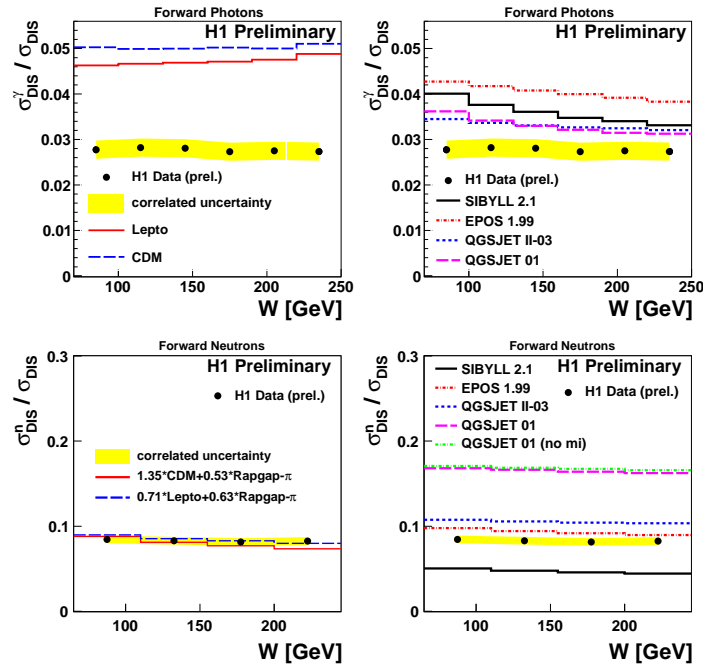 Forward Photons
H1 Preliminary
σ^γ_DIS / σ_DIS
0.05
0.04
0.03
0.02
0.01
0
H1 Data (prel.)
correlated uncertainty
Lepto
CDM
100
150
200
250
W [GeV]
Forward Photons
H1 Preliminary
σ^γ_DIS / σ_DIS
0.05
0.04
0.03
0.02
0.01
0
H1 Data (prel.)
SIBYLL 2.1
EPOS 1.99
QGSJET II-03
QGSJET 01
100
150
200
250
W [GeV]
Forward Neutrons
H1 Preliminary
σ^n_DIS / σ_DIS
0.3
0.2
0.1
0
H1 Data (prel.)
correlated uncertainty
1.35*CDM+0.53*Rapgap-π
0.71*Lepto+0.63*Rapgap-π
100
150
200
W [GeV]
Forward Neutrons
H1 Preliminary
σ^n_DIS / σ_DIS
0.3
0.2
0.1
0
SIBYLL 2.1
EPOS 1.99
H1 Data (prel.)
QGSJET II-03
QGSJET 01
QGSJET 01 (no mi)
100
150
200
W [GeV]